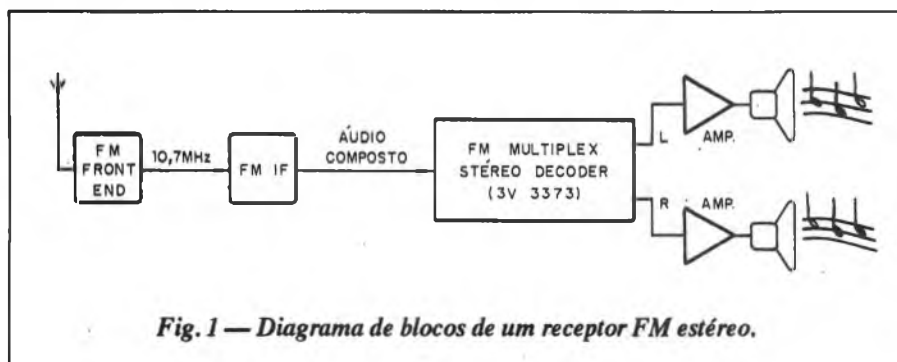 FM
FRONT
END
10,7MHz
FM IF
ÁUDIO
COMPOSTO
FM MULTIPLEX
STÉREO DECODER
(3V 3373)
L
AMP.
R
AMP.
Fig. 1 — Diagrama de blocos de um receptor FM estéreo.